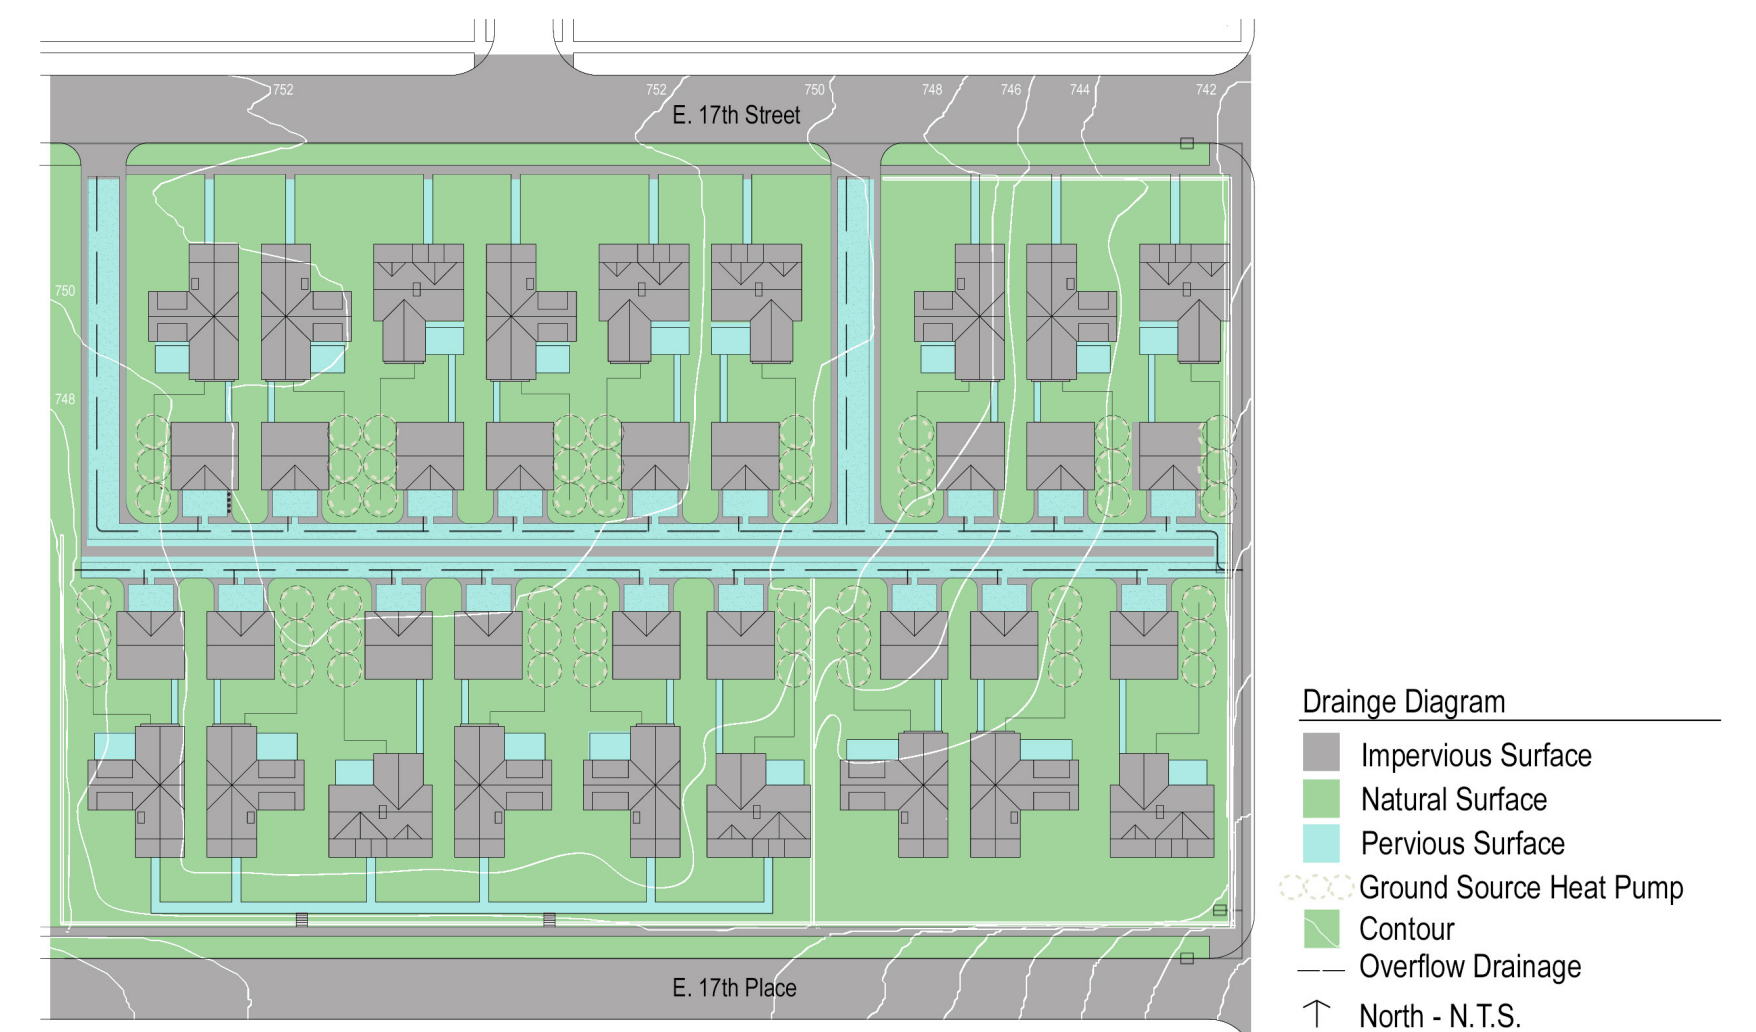 752
752
750
748
746
744
742
E. 17th Street
750
748
Drainge Diagram
Impervious Surface
Natural Surface
Pervious Surface
Ground Source Heat Pump
Contour
Overflow Drainage
E. 17th Place
North - N.T.S.